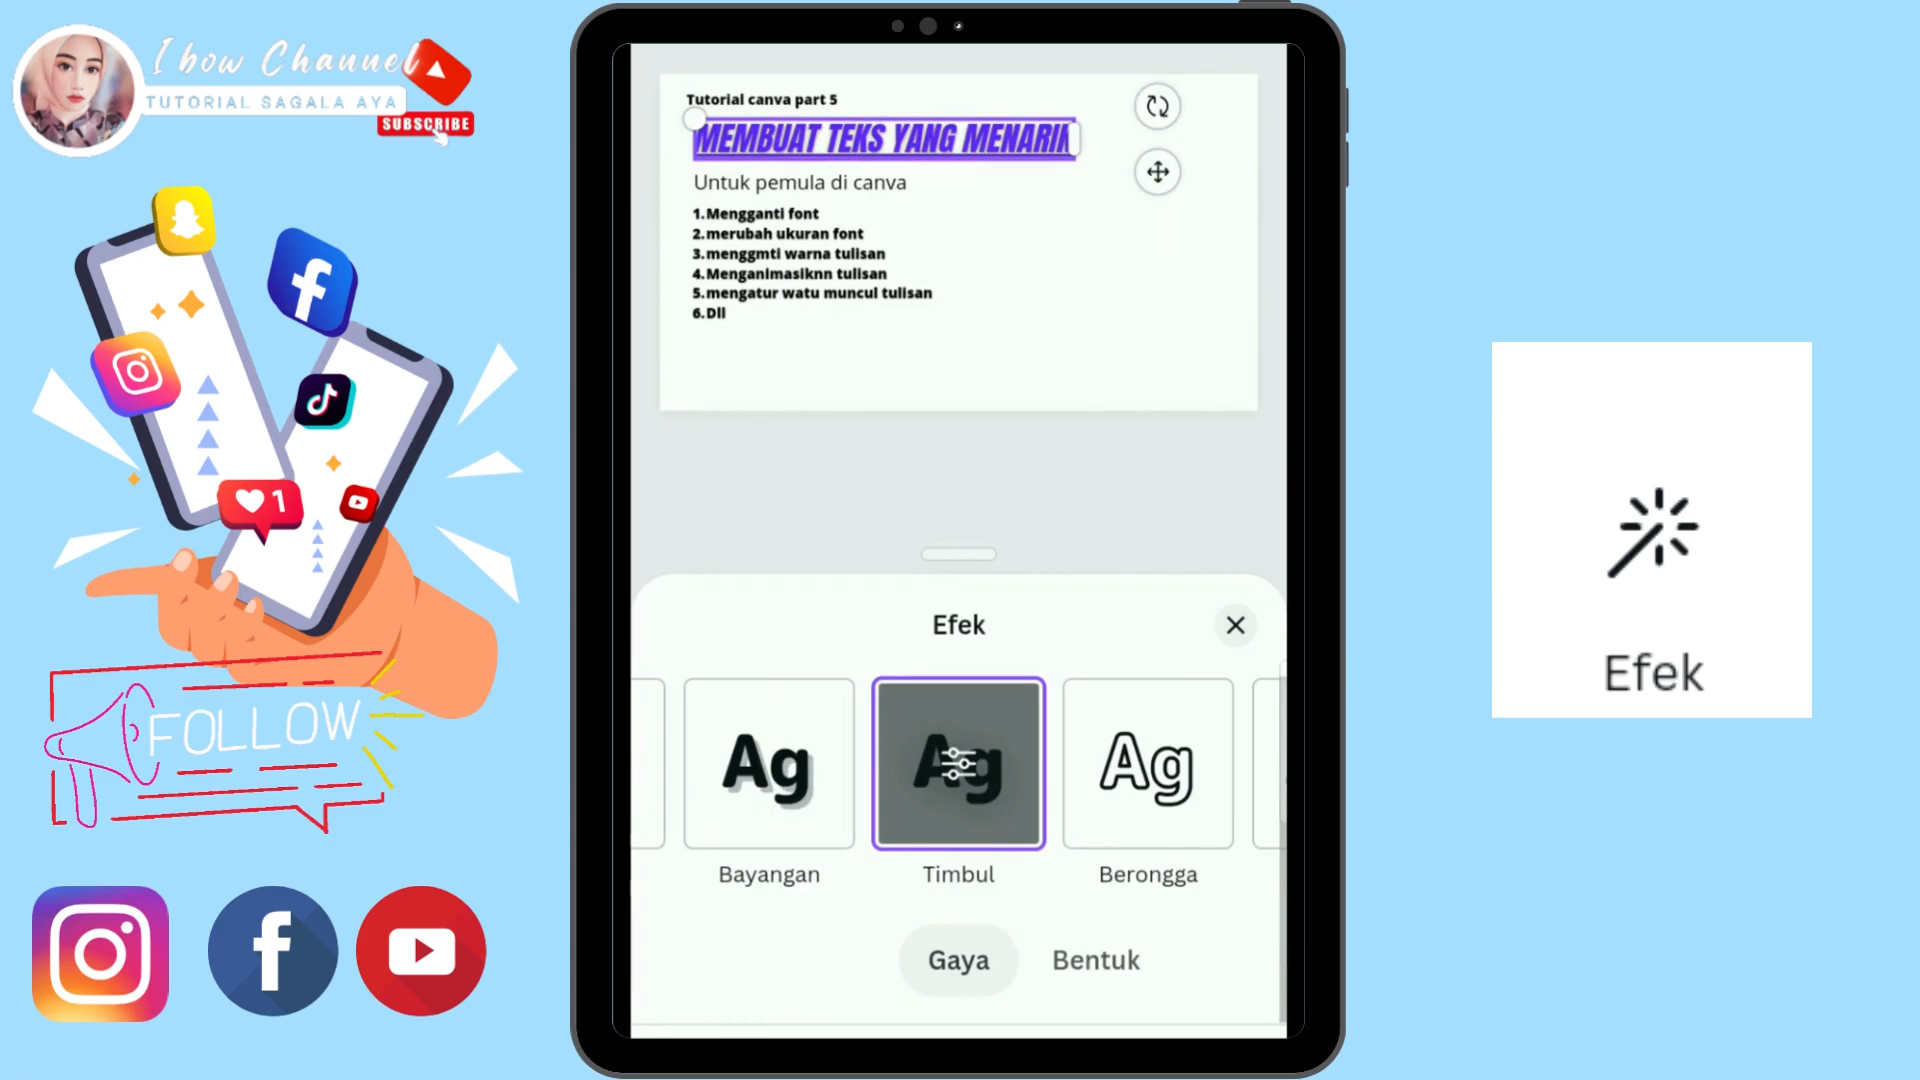 I bow Channel
TUTORIAL SAGALA AYA
SUBSCRIBE
1
FOLLOW
Tutorial canva part 5
MEMBUAT TEKS YANG MENARIK
Untuk pemula di canva
1.Mengganti font
2.merubah ukuran font
3.menggmti warna tulisan
4.Menganimasiknn tulisan
5.mengatur watu muncul tulisan
6.Dll
Efek
Ag
Ag
Ag
Bayangan
Timbul
Berongga
Gaya
Bentuk
Efek